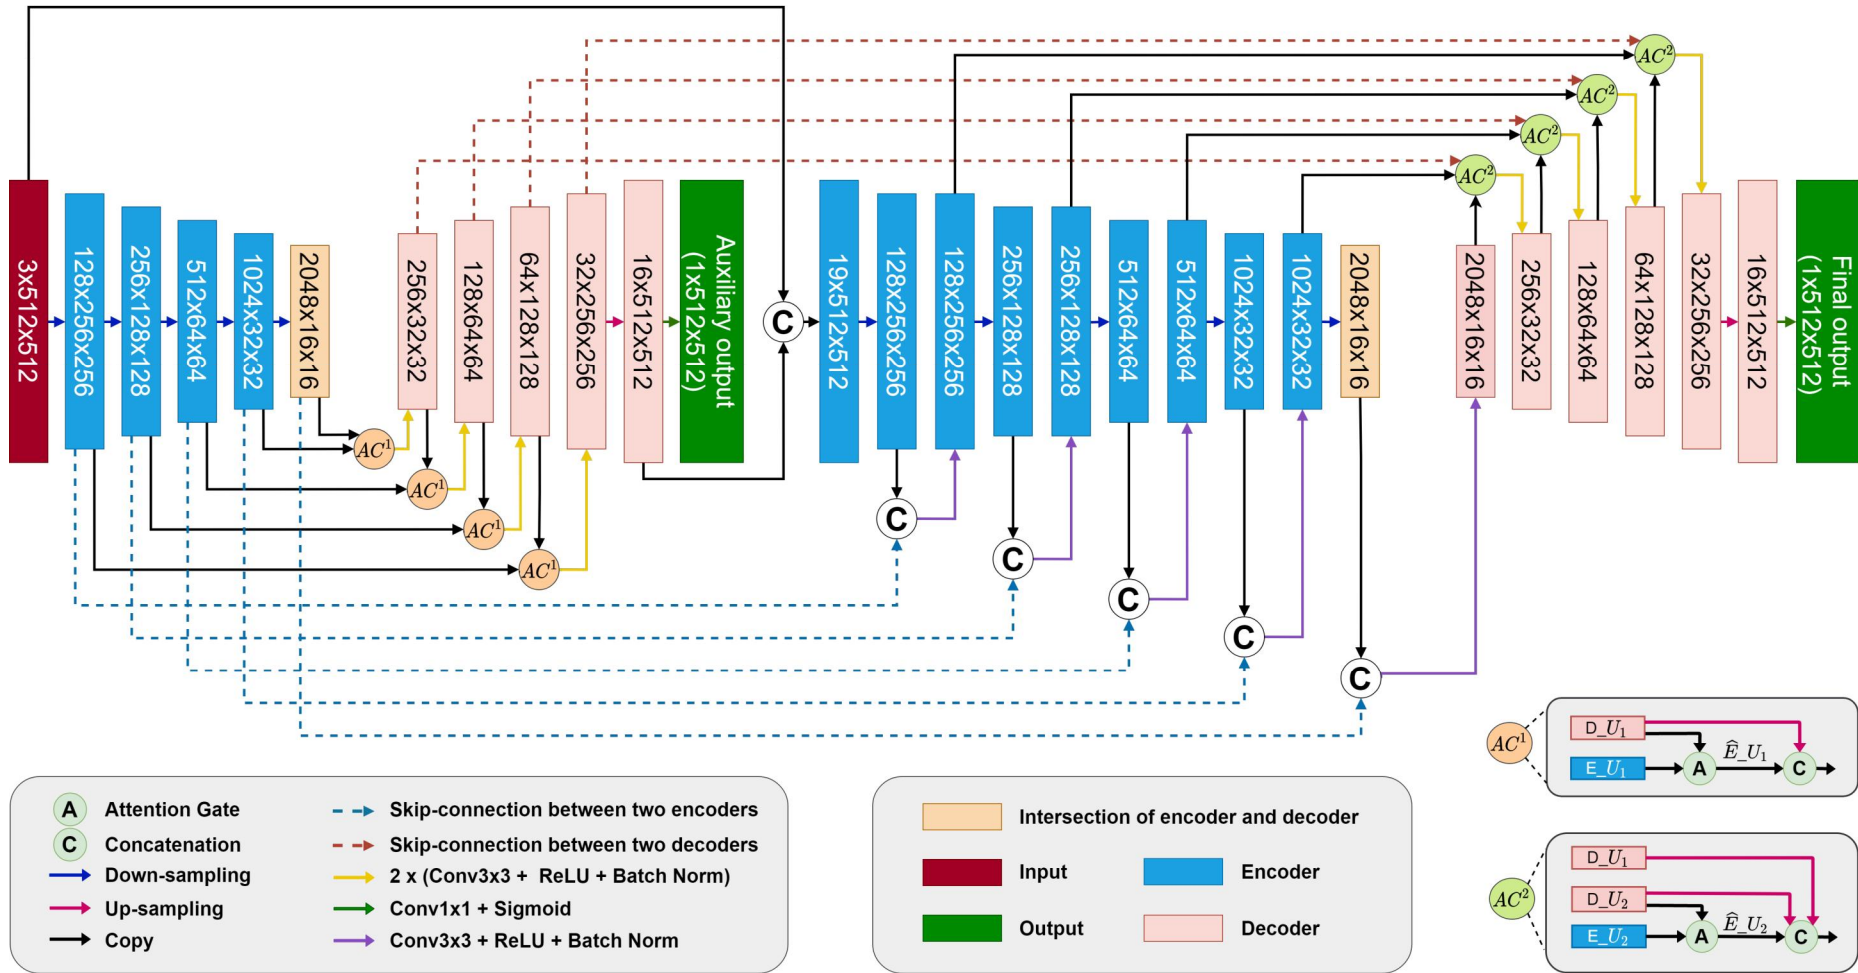 3x512x512
128x256x256
256x128x128
512x64x64
1024x32x32
2048x16x16
AC¹
AC¹
AC¹
AC¹
256x32x32
128x64x64
64x128x128
32x256x256
16x512x512
Auxiliary output
(1x512x512)
C
19x512x512
128x256x256
128x256x256
256x128x128
256x128x128
512x64x64
512x64x64
1024x32x32
1024x32x32
2048x16x16
C
C
C
C
C
AC²
AC²
AC²
AC²
2048x16x16
256x32x32
128x64x64
64x128x128
32x256x256
16x512x512
Final output
(1x512x512)
A Attention Gate
C Concatenation
Down-sampling
Up-sampling
Copy
Skip-connection between two encoders
Skip-connection between two decoders
2 x (Conv3x3 + ReLU + Batch Norm)
Conv1x1 + Sigmoid
Conv3x3 + ReLU + Batch Norm
Intersection of encoder and decoder
Input
Encoder
Output
Decoder
AC¹
D_U₁
E_U₁
A
Ê_U₁
C
AC²
D_U₁
D_U₂
E_U₂
A
Ê_U₂
C